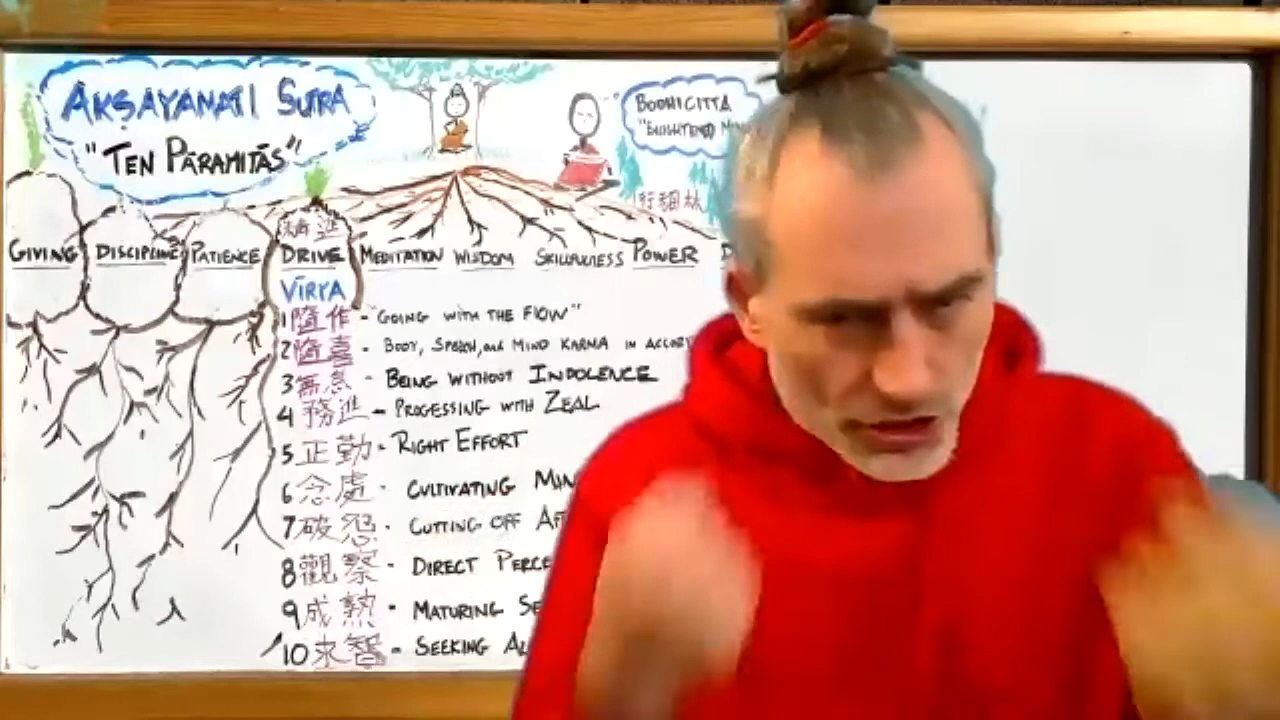 AKṢAYAMATI SUTRA
"TEN PĀRAMITĀS"
BODHICITTA
"ENLIGHTENED
GIVING DISCIPLINE PATIENCE DRIVE MEDITATION WISDOM SKILLFULNESS POWER
精進
VĪRYA
1 隨作 - "GOING WITH THE FLOW"
2 隨喜 - BODY, SPEECH, AND MIND KARMA IN
3 無怠 - BEING WITHOUT INDOLENCE
4 務進 - PROGESSING WITH ZEAL
5 正勤 - RIGHT EFFORT
6 念處 - CULTIVATING
7 破怨 - CUTTING OFF
8 觀察 - DIRECT
9 成熟 - MATURING
10 求智 - SEEKING